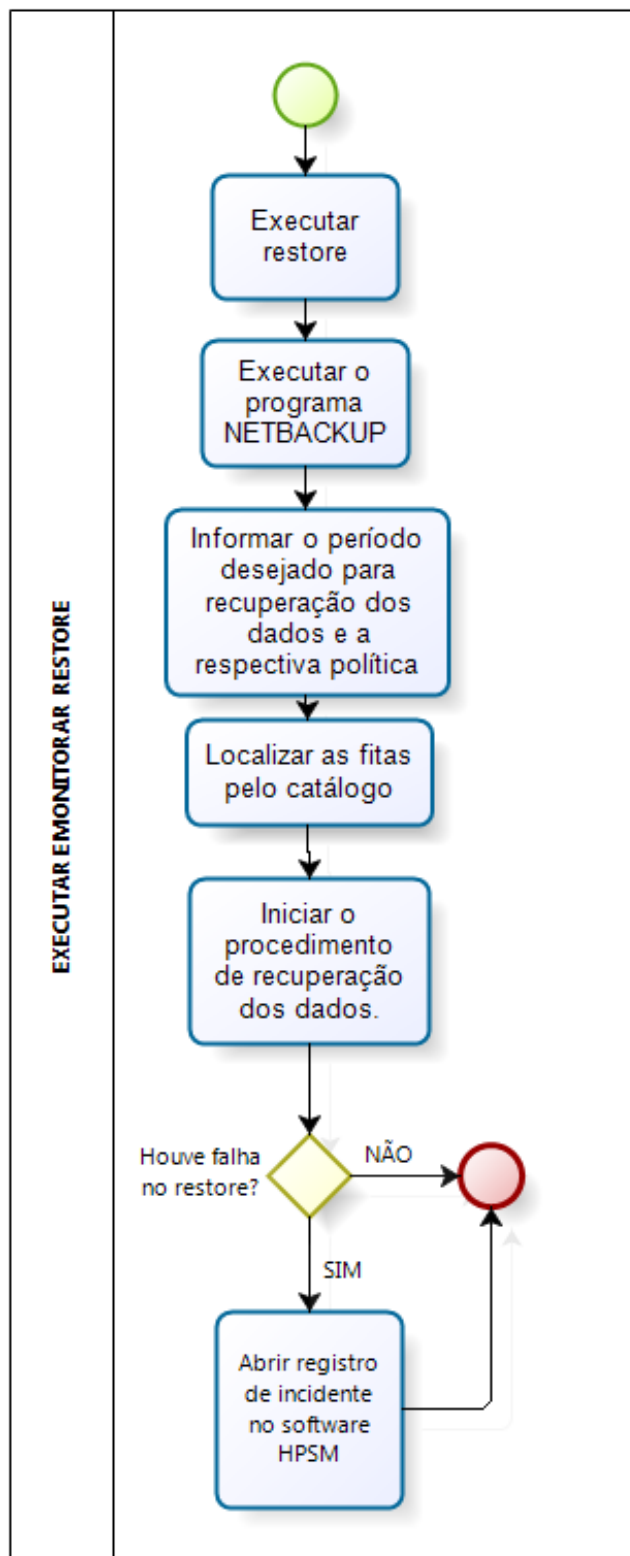 EXECUTAR E MONITORAR RESTORE
Executar
restore
Executar o
programa
NETBACKUP
Informar o período
desejado para
recuperação dos
dados e a
respectiva política
Localizar as fitas
pelo catálogo
Iniciar o
procedimento
de recuperação
dos dados.
Houve falha
no restore?
NÃO
SIM
Abrir registro
de incidente
no software
HPSM